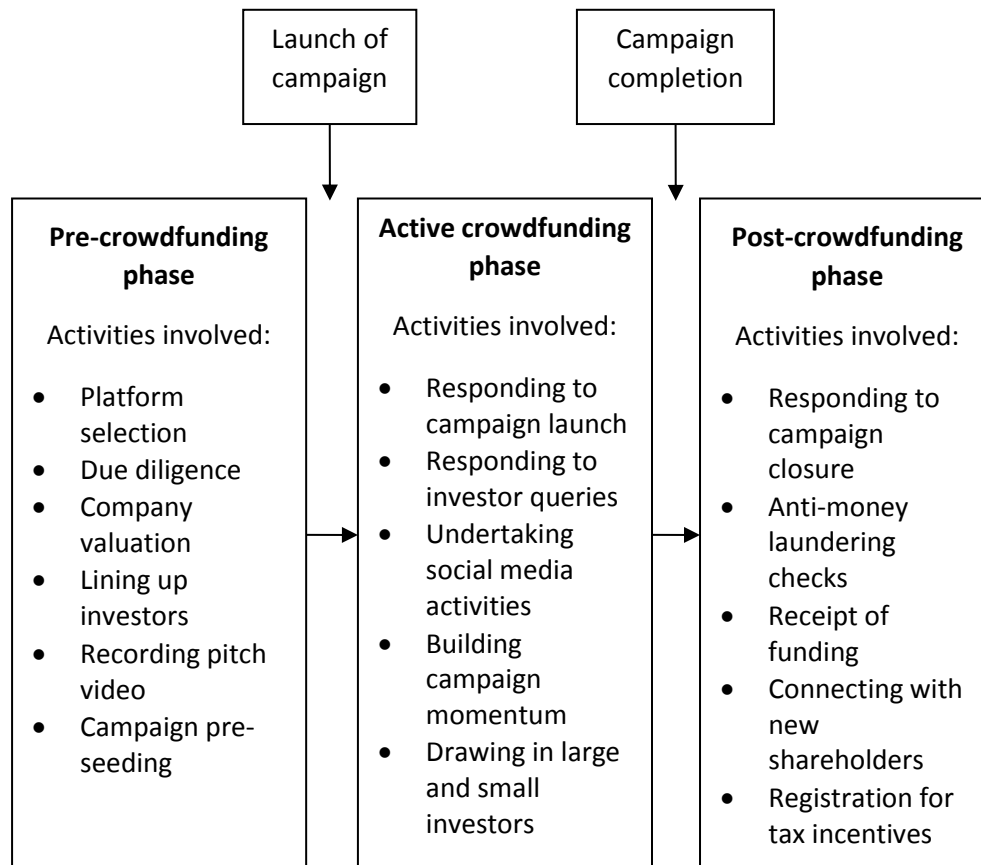 Launch of
campaign
Campaign
completion
Pre-crowdfunding
phase
Activities involved:
• Platform
selection
• Due diligence
• Company
valuation
• Lining up
investors
• Recording pitch
video
• Campaign pre-
seeding
Active crowdfunding
phase
Activities involved:
• Responding to
campaign launch
• Responding to
investor queries
• Undertaking
social media
activities
• Building
campaign
momentum
• Drawing in large
and small
investors
Post-crowdfunding
phase
Activities involved:
• Responding to
campaign
closure
• Anti-money
laundering
checks
• Receipt of
funding
• Connecting with
new
shareholders
• Registration for
tax incentives